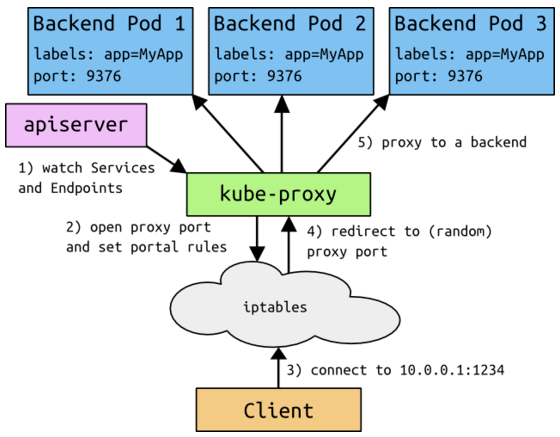 Backend Pod 1
labels: app=MyApp
port: 9376
Backend Pod 2
labels: app=MyApp
port: 9376
Backend Pod 3
labels: app=MyApp
port: 9376
apiserver
1) watch Services
and Endpoints
5) proxy to a backend
kube-proxy
2) open proxy port
and set portal rules
4) redirect to (random)
proxy port
iptables
3) connect to 10.0.0.1:1234
Client